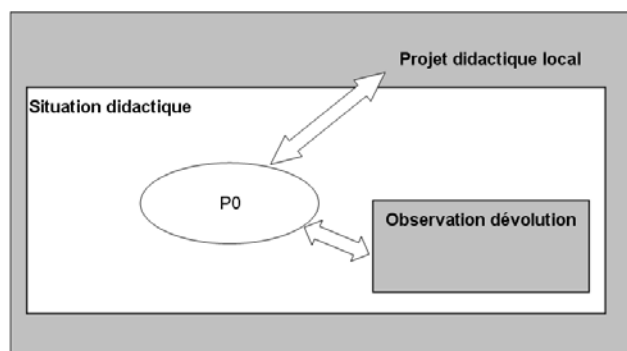 Projet didactique local
Situation didactique
P0
Observation dévolution